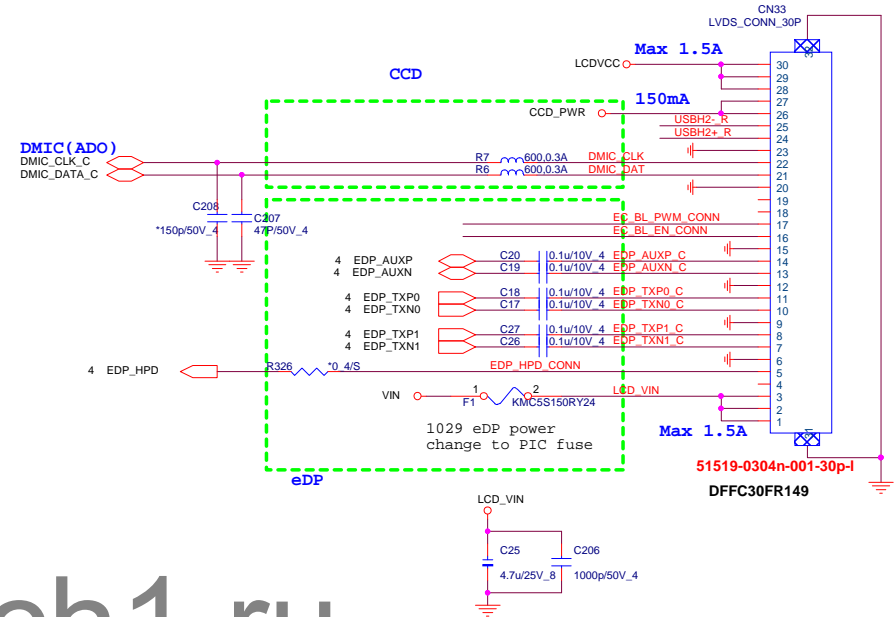 CN33
LVDS_CONN_30P
Max 1.5A
LCDVCC
30
29
28
CCD
150mA
27
CCD_PWR
26
USBH2-_R
25
USBH2+_R
24
DMIC(ADO)
23
DMIC_CLK_C
R7
600,0.3A
DMIC_CLK
22
DMIC_DATA_C
R6
600,0.3A
DMIC_DAT
21
20
19
C208
*150p/50V_4
C207
47P/50V_4
18
EC_BL_PWM_CONN
17
EC_BL_EN_CONN
16
15
4 EDP_AUXP
C20
0.1u/10V_4
EDP_AUXP_C
14
4 EDP_AUXN
C19
0.1u/10V_4
EDP_AUXN_C
13
12
4 EDP_TXP0
C18
0.1u/10V_4
EDP_TXP0_C
11
4 EDP_TXN0
C17
0.1u/10V_4
EDP_TXN0_C
10
9
4 EDP_TXP1
C27
0.1u/10V_4
EDP_TXP1_C
8
4 EDP_TXN1
C26
0.1u/10V_4
EDP_TXN1_C
7
6
4 EDP_HPD
R326
*0_4/S
EDP_HPD_CONN
5
4
VIN
1
2
F1
KMC5S150RY24
LCD_VIN
3
2
1
1029 eDP power
change to PIC fuse
Max 1.5A
31
51519-0304n-001-30p-l
DFFC30FR149
eDP
LCD_VIN
C25
4.7u/25V_8
C206
1000p/50V_4